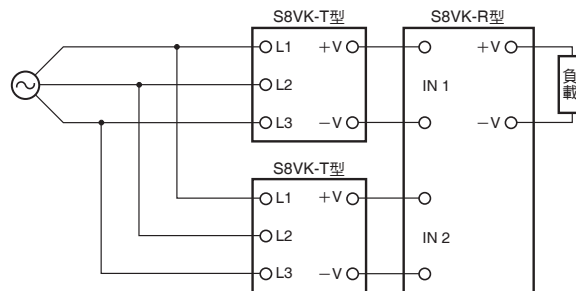 S8VK-T型
S8VK-R型
L1
+V
+V
L2
IN 1
負載
L3
−V
−V
S8VK-T型
L1
+V
L2
IN 2
L3
−V